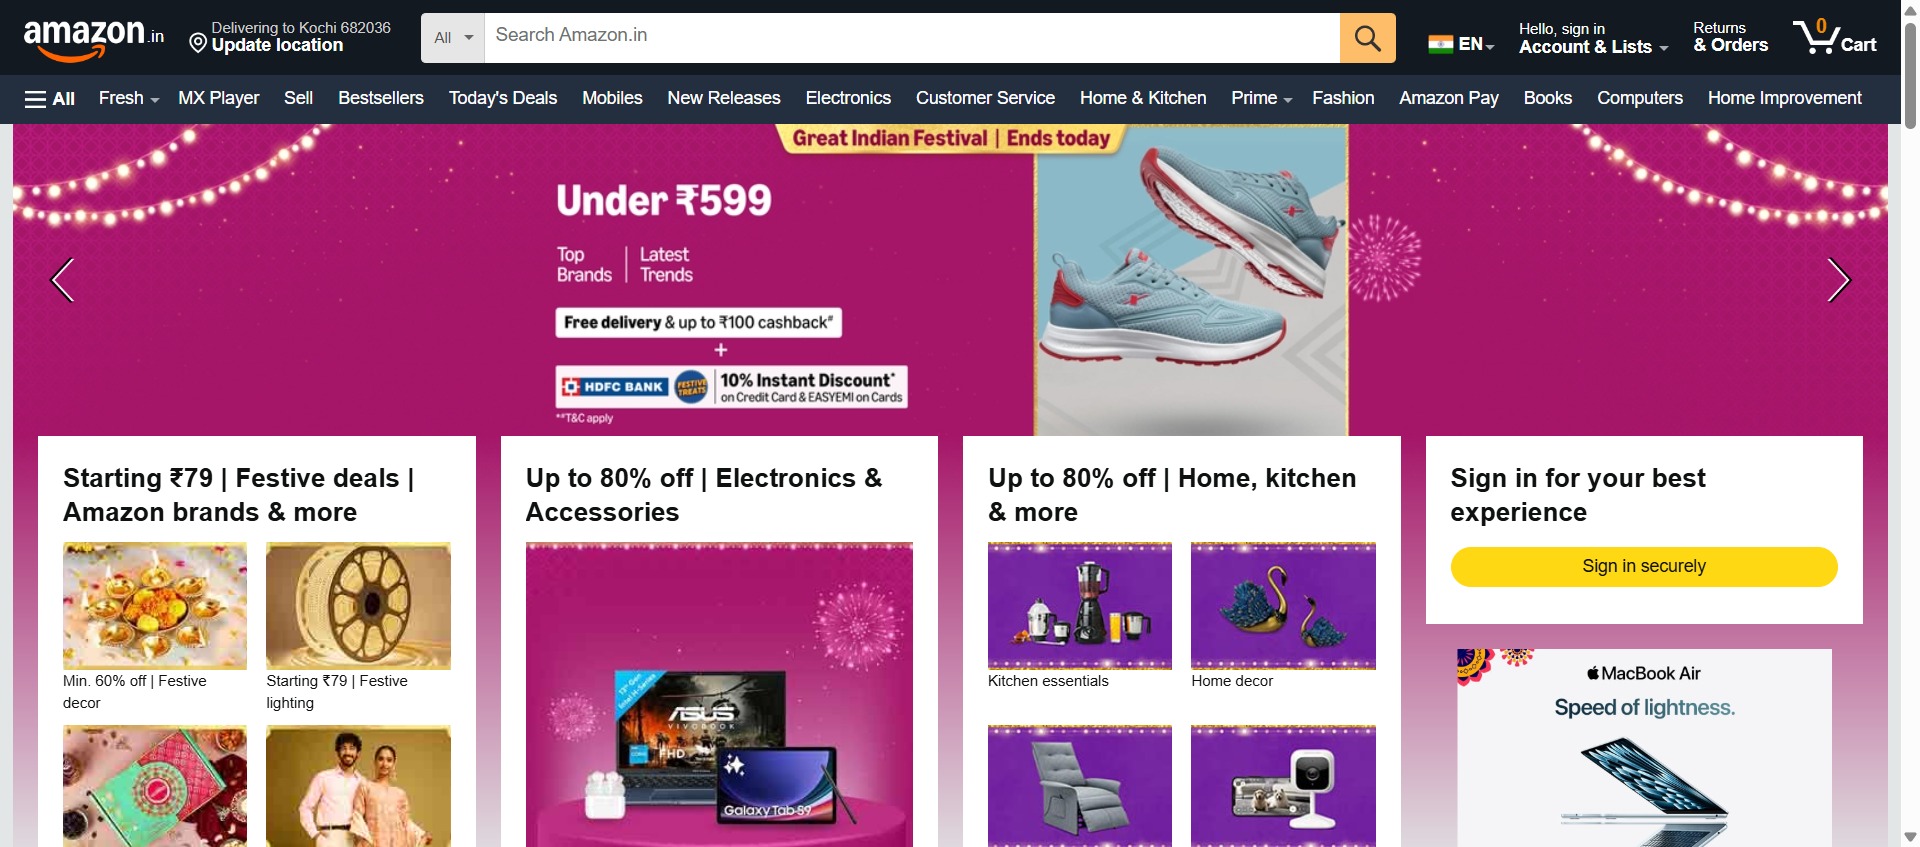 amazon.in
Delivering to Kochi 682036
Update location
All
Search Amazon.in
EN
Hello, sign in
Account & Lists
Returns
& Orders
0
Cart
All
Fresh
MX Player
Sell
Bestsellers
Today's Deals
Mobiles
New Releases
Electronics
Customer Service
Home & Kitchen
Prime
Fashion
Amazon Pay
Books
Computers
Home Improvement
Great Indian Festival | Ends today
Under ₹599
Top Brands | Latest Trends
Free delivery & up to ₹100 cashback#
+
HDFC BANK FESTIVE TREATS 10% Instant Discount*
on Credit Card & EASYEMI on Cards
*#T&C apply
Starting ₹79 | Festive deals |
Amazon brands & more
Min. 60% off | Festive
decor
Starting ₹79 | Festive
lighting
Up to 80% off | Electronics &
Accessories
13th Gen
Intel H-Series
ASUS
VIVOBOOK
FHD
Galaxy Tab S9
Up to 80% off | Home, kitchen
& more
Kitchen essentials
Home decor
Sign in for your best
experience
Sign in securely
MacBook Air
Speed of lightness.